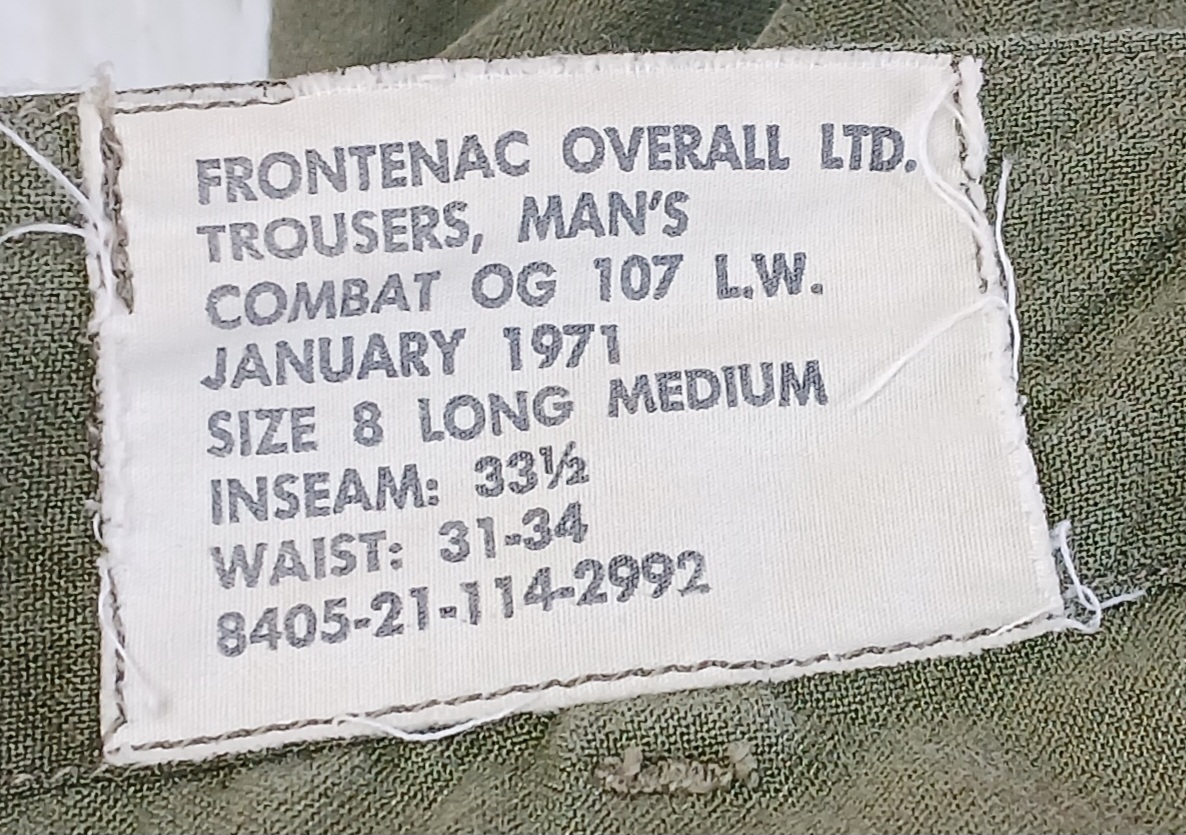 FRONTENAC OVERALL LTD.
TROUSERS, MAN'S
COMBAT OG 107 L.W.
JANUARY 1971
SIZE 8 LONG MEDIUM
INSEAM: 33½
WAIST: 31-34
8405-21-114-2992